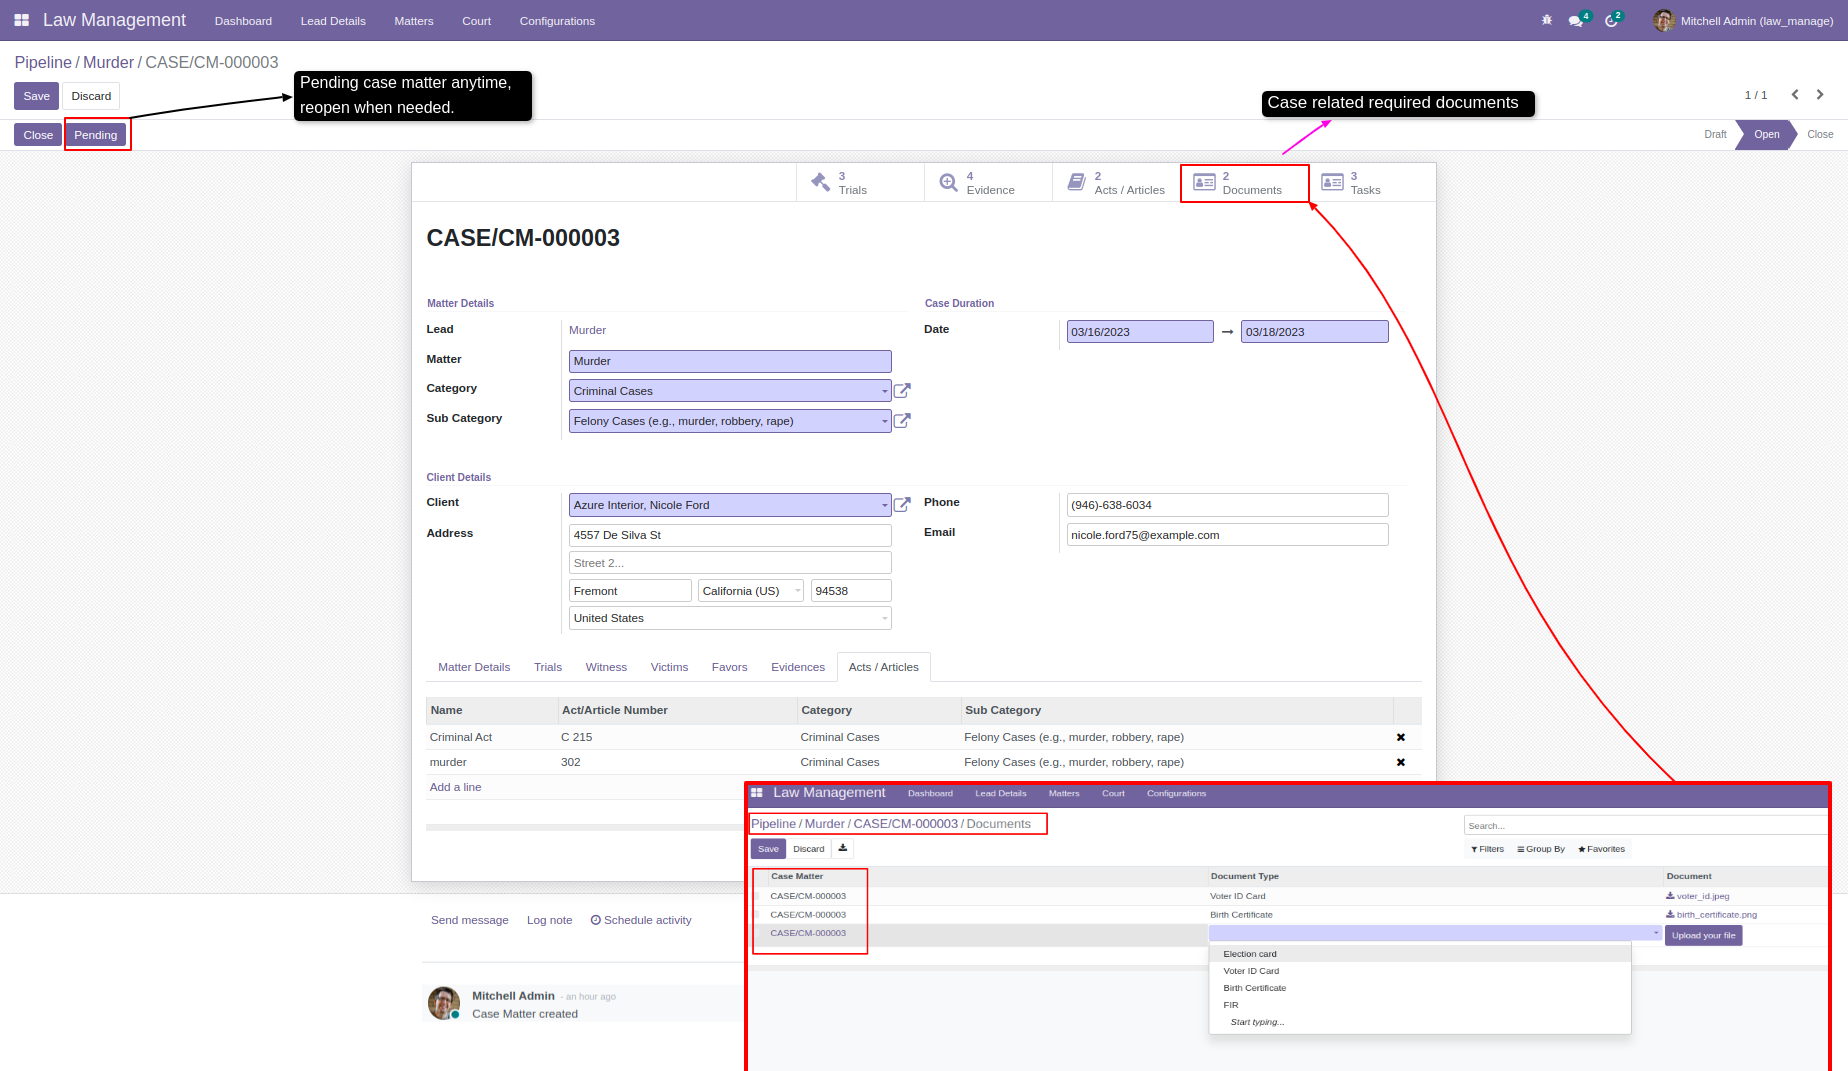 Law Management Dashboard Lead Details Matters Court Configurations 4 2 Mitchell Admin (law_manage)
Pipeline / Murder / CASE/CM-000003
Pending case matter anytime,
reopen when needed.
Save Discard
Case related required documents
1 / 1
Close Pending
Draft Open Close
3 Trials
4 Evidence
2 Acts / Articles
2 Documents
3 Tasks
CASE/CM-000003
Matter Details
Case Duration
Lead Murder
Date 03/16/2023 03/18/2023
Matter Murder
Category Criminal Cases
Sub Category Felony Cases (e.g., murder, robbery, rape)
Client Details
Client Azure Interior, Nicole Ford
Phone (946)-638-6034
Address 4557 De Silva St
Email nicole.ford75@example.com
Street 2...
Fremont California (US) 94538
United States
Matter Details Trials Witness Victims Favors Evidences Acts / Articles
Name Act/Article Number Category Sub Category
Criminal Act C 215 Criminal Cases Felony Cases (e.g., murder, robbery, rape)
murder 302 Criminal Cases Felony Cases (e.g., murder, robbery, rape)
Add a line
Law Management Dashboard Lead Details Matters Court Configurations
Pipeline / Murder / CASE/CM-000003 / Documents
Search...
Save Discard
Filters Group By Favorites
Case Matter Document Type Document
CASE/CM-000003 Voter ID Card voter_id.jpeg
CASE/CM-000003 Birth Certificate birth_certificate.png
CASE/CM-000003 Upload your file
Election card
Voter ID Card
Birth Certificate
FIR
Start typing...
Send message Log note Schedule activity
Mitchell Admin - an hour ago
Case Matter created